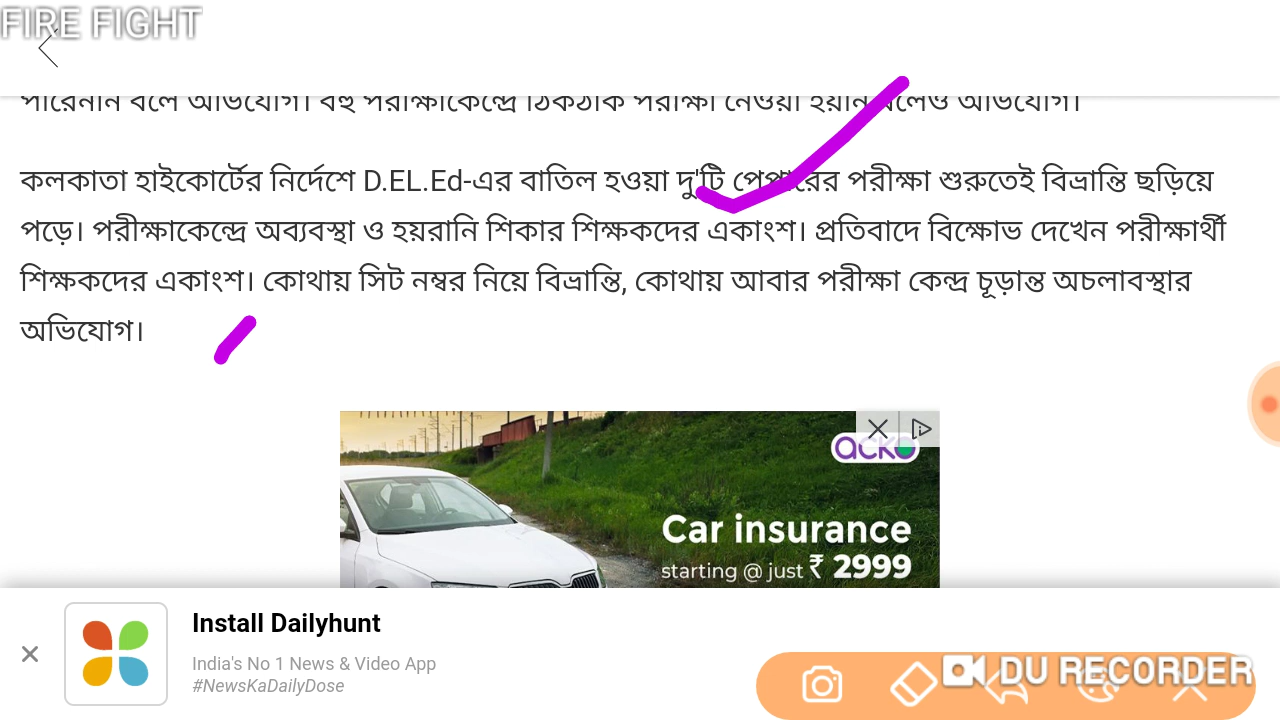 FIRE FIGHT
পারেননি বলে অভিযোগ। বহু পরীক্ষাকেন্দ্রে ঠিকঠাক পরীক্ষা নেওয়া হয়নি বলেও অভিযোগ।
কলকাতা হাইকোর্টের নির্দেশে D.EL.Ed-এর বাতিল হওয়া দু'টি পেপারের পরীক্ষা শুরুতেই বিভ্রান্তি ছড়িয়ে
পড়ে। পরীক্ষাকেন্দ্রে অব্যবস্থা ও হয়রানি শিকার শিক্ষকদের একাংশ। প্রতিবাদে বিক্ষোভ দেখেন পরীক্ষার্থী
শিক্ষকদের একাংশ। কোথায় সিট নম্বর নিয়ে বিভ্রান্তি, কোথায় আবার পরীক্ষা কেন্দ্র চূড়ান্ত অচলাবস্থার
অভিযোগ।
acko
Car insurance
starting @ just ₹ 2999
Install Dailyhunt
India's No 1 News & Video App
#NewsKaDailyDose
DU RECORDER